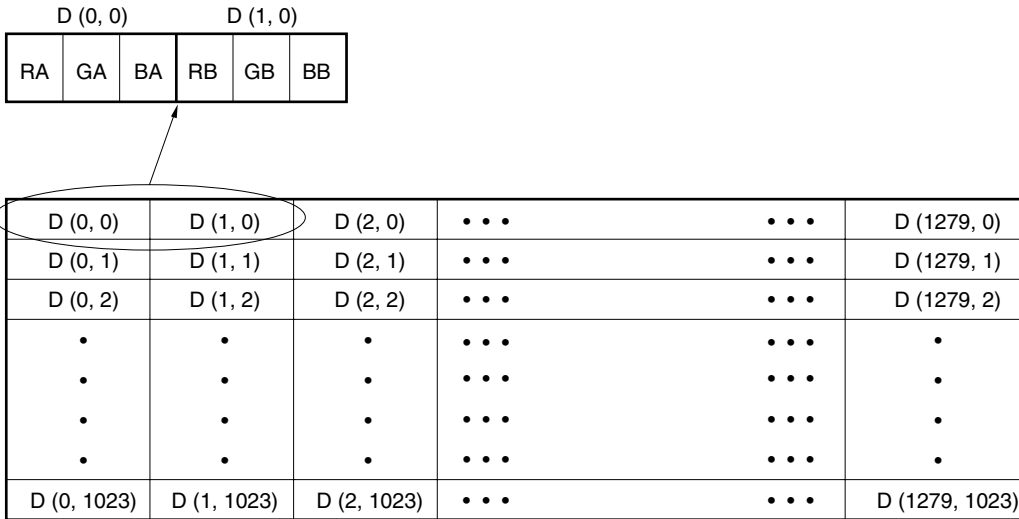 D (0, 0) D (1, 0)
RA GA BA RB GB BB
D (0, 0) D (1, 0) D (2, 0) • • • • • • D (1279, 0)
D (0, 1) D (1, 1) D (2, 1) • • • • • • D (1279, 1)
D (0, 2) D (1, 2) D (2, 2) • • • • • • D (1279, 2)
• • • • • • • • • •
• • • • • • • • • •
• • • • • • • • • •
• • • • • • • • • •
D (0, 1023) D (1, 1023) D (2, 1023) • • • • • • D (1279, 1023)